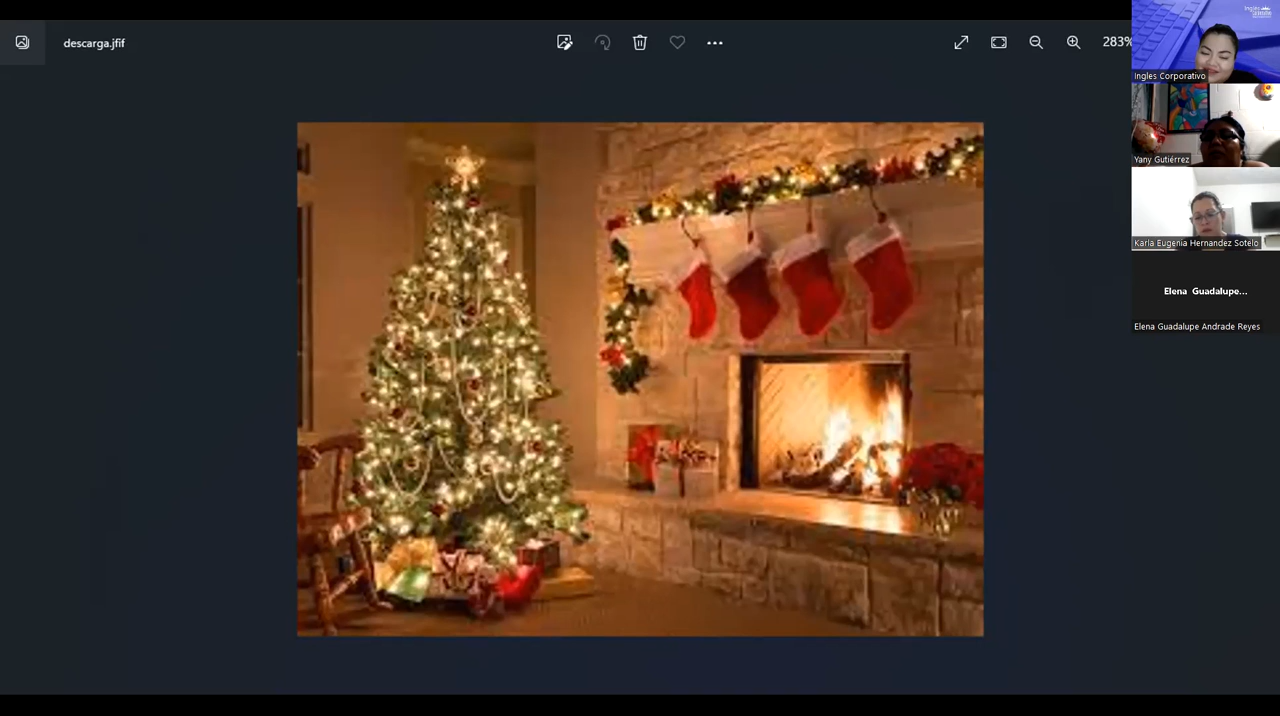 descarga.jfif
283%
Ingles Corporativo
Yany Gutiérrez
Karla Eugenia Hernandez Sotelo
Elena Guadalupe...
Elena Guadalupe Andrade Reyes